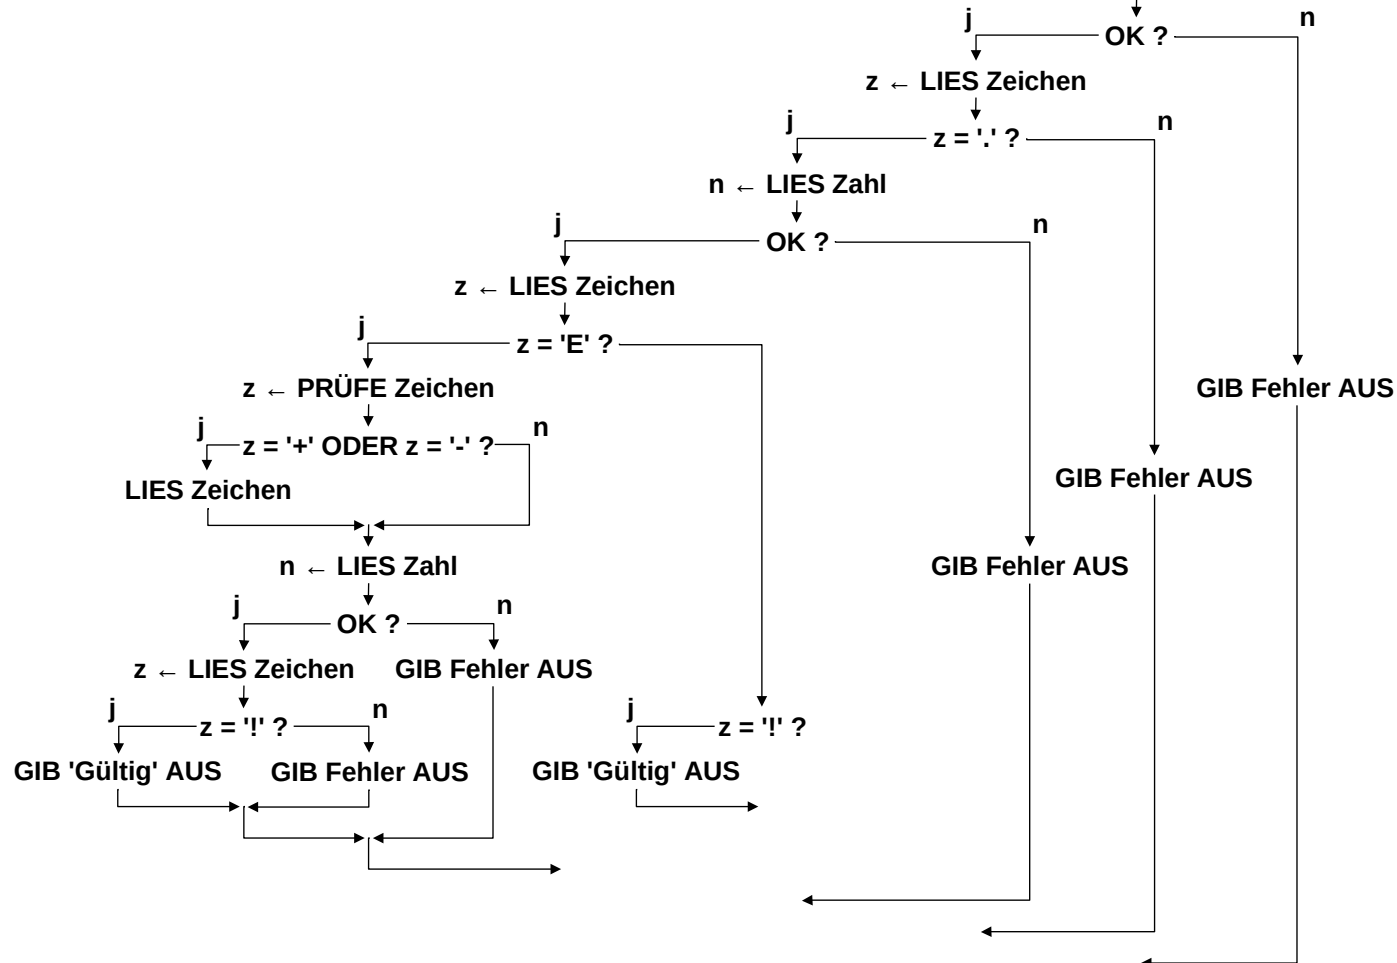 j
n
OK ?
z ← LIES Zeichen
j
n
z = '.' ?
n ← LIES Zahl
j
n
OK ?
z ← LIES Zeichen
j
z = 'E' ?
z ← PRÜFE Zeichen
GIB Fehler AUS
j
n
z = '+' ODER z = '-' ?
GIB Fehler AUS
LIES Zeichen
n ← LIES Zahl
GIB Fehler AUS
j
n
OK ?
z ← LIES Zeichen
GIB Fehler AUS
j
n
j
z = '!' ?
z = '!' ?
GIB 'Gültig' AUS
GIB Fehler AUS
GIB 'Gültig' AUS